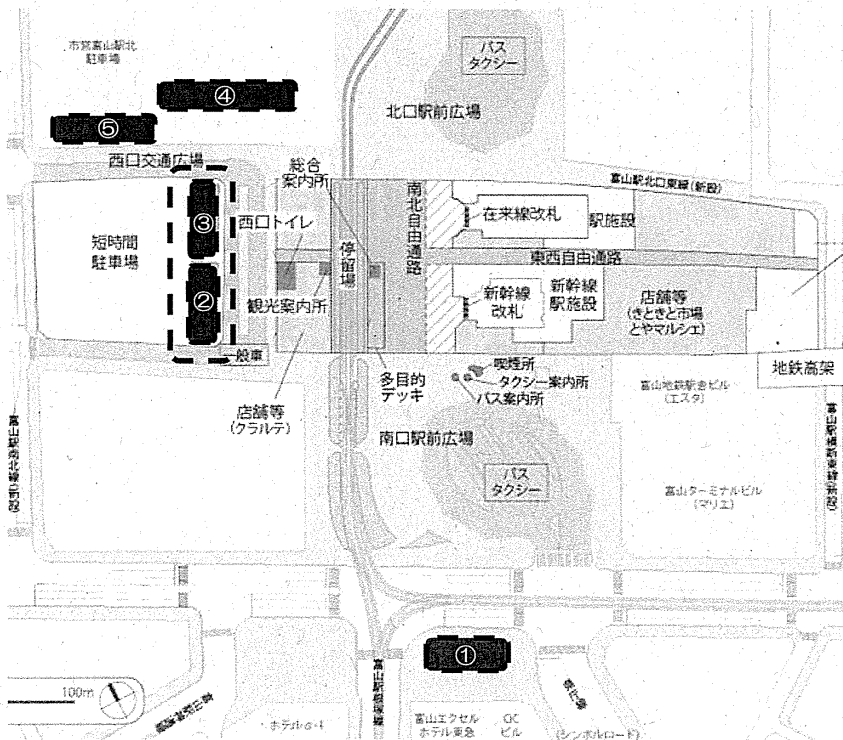 市営富山駅北
駐車場
バス
タクシー
④
⑤
北口駅前広場
西口交通広場
総合
案内所
富山駅北口東線(新設)
③
西口トイレ
停留場
南北自由通路
在来線改札
駅施設
短時間
駐車場
東西自由通路
②
観光案内所
新幹線
改札
新幹線
駅施設
店舗等
(きときと市場
とやマルシェ)
一般車
多目的
デッキ
喫煙所
タクシー案内所
バス案内所
地鉄高架
富山地鉄駅舎ビル
(エスタ)
店舗等
(クラルテ)
南口駅前広場
富山駅南北線(新設)
富山駅横断東線(新設)
バス
タクシー
富山ターミナルビル
(マリエ)
①
100m
富山駅根塚線
ホテルα-1
富山エクセル
ホテル東急
CiC
ビル
(シンボルロード)